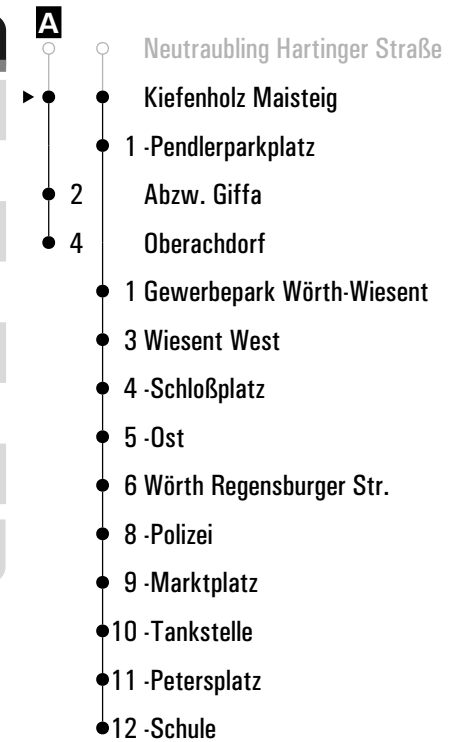 A
Neutraubling Hartinger Straße
Kiefenholz Maisteig
1 -Pendlerparkplatz
2 Abzw. Giffa
4 Oberachdorf
1 Gewerbepark Wörth-Wiesent
3 Wiesent West
4 -Schloßplatz
5 -Ost
6 Wörth Regensburger Str.
8 -Polizei
9 -Marktplatz
10 -Tankstelle
11 -Petersplatz
12 -Schule